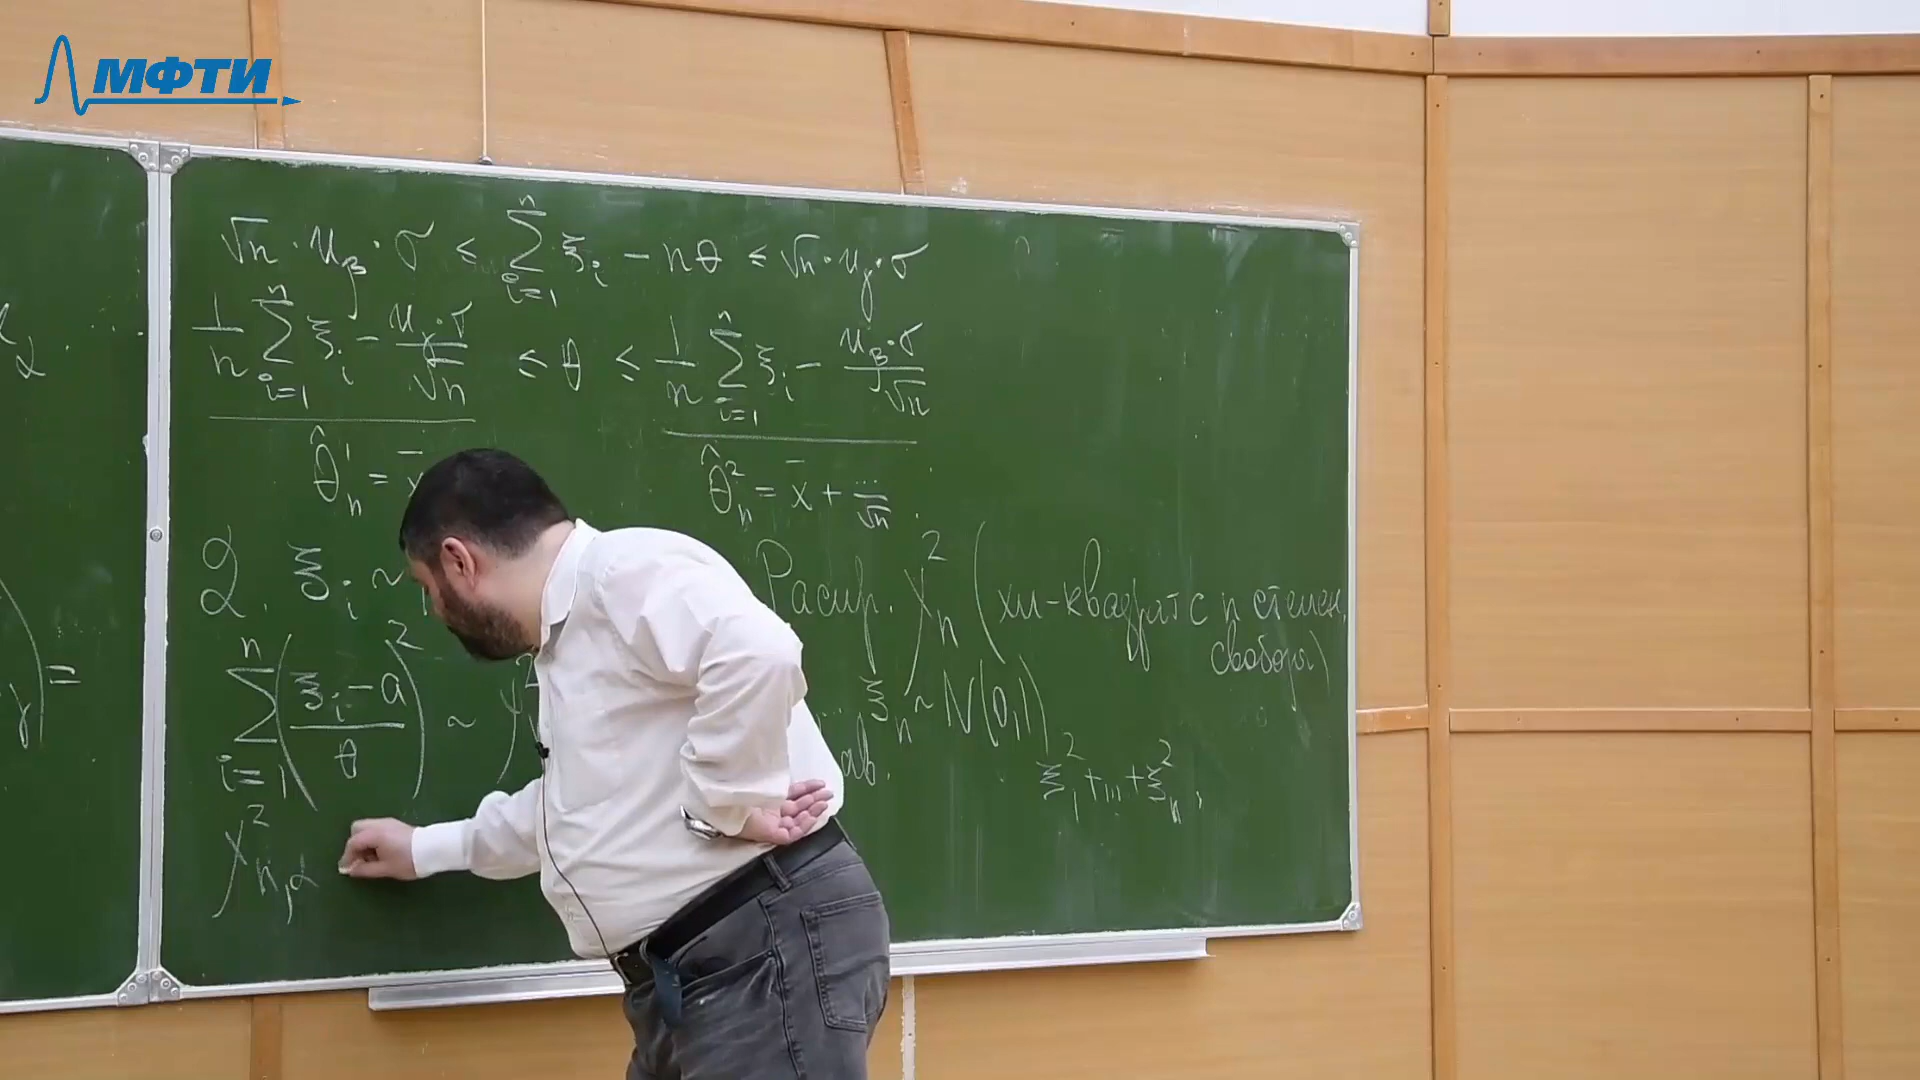 МФТИ
√n · u_β · σ ≤ ∑_{i=1}^{n} ξ_i − nθ ≤ √n · u_γ · σ
1/n ∑_{i=1}^{n} ξ_i − (u_γ · σ)/√n ≤ θ ≤ 1/n ∑_{i=1}^{n} ξ_i − (u_β · σ)/√n
θ̂_n^1 = x̄
θ̂_n^2 = x̄ + .../√n .
2. ξ_i ~
∑_{i=1}^{n} ((ξ_i − a)/θ)^2 ~ χ^2
χ^2_{n,α}
Распр. χ_n^2 (хи-квадрат с n степен.
свободы)
... ξ_n ~ N(0,1)
ξ_1^2 + ... + ξ_n^2 ,